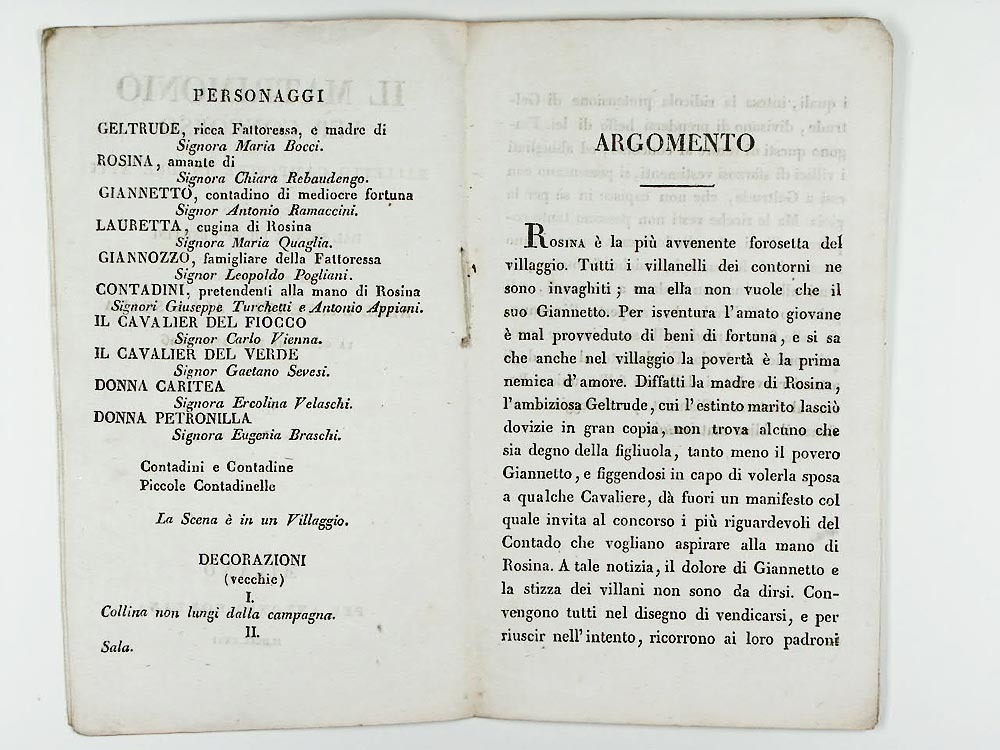 PERSONAGGI
GELTRUDE, ricca Fattoressa, e madre di
Signora Maria Bocci.
ROSINA, amante di
Signora Chiara Rebaudengo.
GIANNETTO, contadino di mediocre fortuna
Signor Antonio Ramaccini.
LAURETTA, cugina di Rosina
Signora Maria Quaglia.
GIANNOZZO, famigliare della Fattoressa
Signor Leopoldo Pogliani.
CONTADINI, pretendenti alla mano di Rosina
Signori Giuseppe Turchetti e Antonio Appiani.
IL CAVALIER DEL FIOCCO
Signor Carlo Vienna.
IL CAVALIER DEL VERDE
Signor Gaetano Sevesi.
DONNA CARITEA
Signora Ercolina Velaschi.
DONNA PETRONILLA
Signora Eugenia Braschi.
Contadini e Contadine
Piccole Contadinelle
La Scena è in un Villaggio.
DECORAZIONI
(vecchie)
I.
Collina non lungi dalla campagna.
II.
Sala.
ARGOMENTO
ROSINA è la più avvenente forosetta del
villaggio. Tutti i villanelli dei contorni ne
sono invaghiti; ma ella non vuole che il
suo Giannetto. Per isventura l'amato giovane
è mal provveduto di beni di fortuna, e si sa
che anche nel villaggio la povertà è la prima
nemica d'amore. Diffatti la madre di Rosina,
l'ambiziosa Geltrude, cui l'estinto marito lasciò
dovizie in gran copia, non trova alcuno che
sia degno della figliuola, tanto meno il povero
Giannetto, e figgendosi in capo di volerla sposa
a qualche Cavaliere, dà fuori un manifesto col
quale invita al concorso i più riguardevoli del
Contado che vogliano aspirare alla mano di
Rosina. A tale notizia, il dolore di Giannetto e
la stizza dei villani non sono da dirsi. Con-
vengono tutti nel disegno di vendicarsi, e per
riuscir nell'intento, ricorrono ai loro padroni